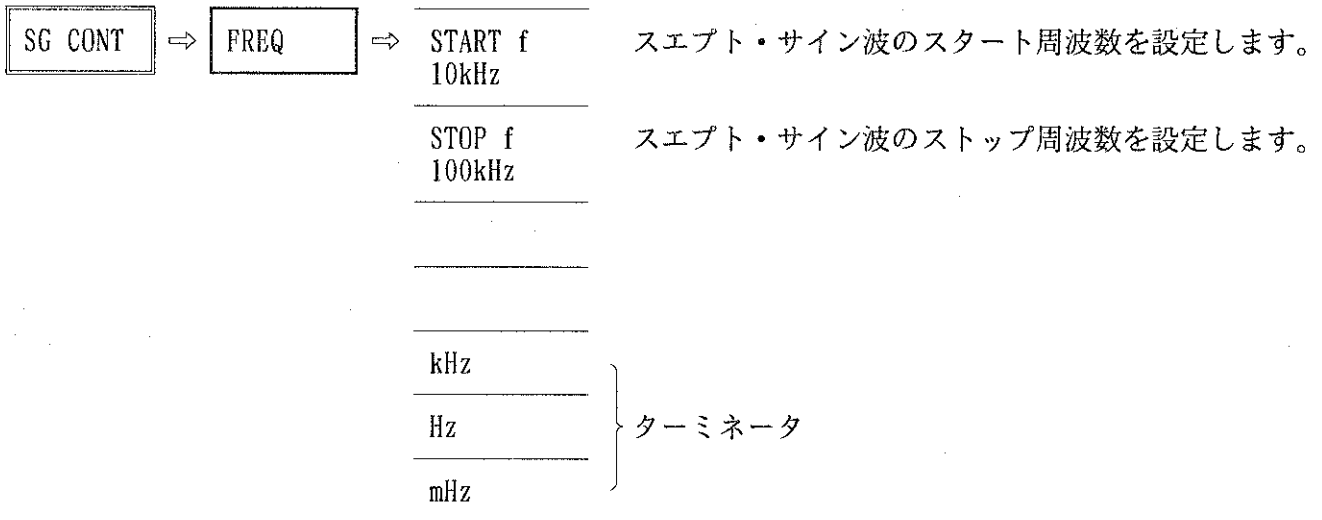 SG CONT ⇨ FREQ ⇨ START f スエプト・サイン波のスタート周波数を設定します。
10kHz
STOP f スエプト・サイン波のストップ周波数を設定します。
100kHz
kHz
Hz ターミネータ
mHz